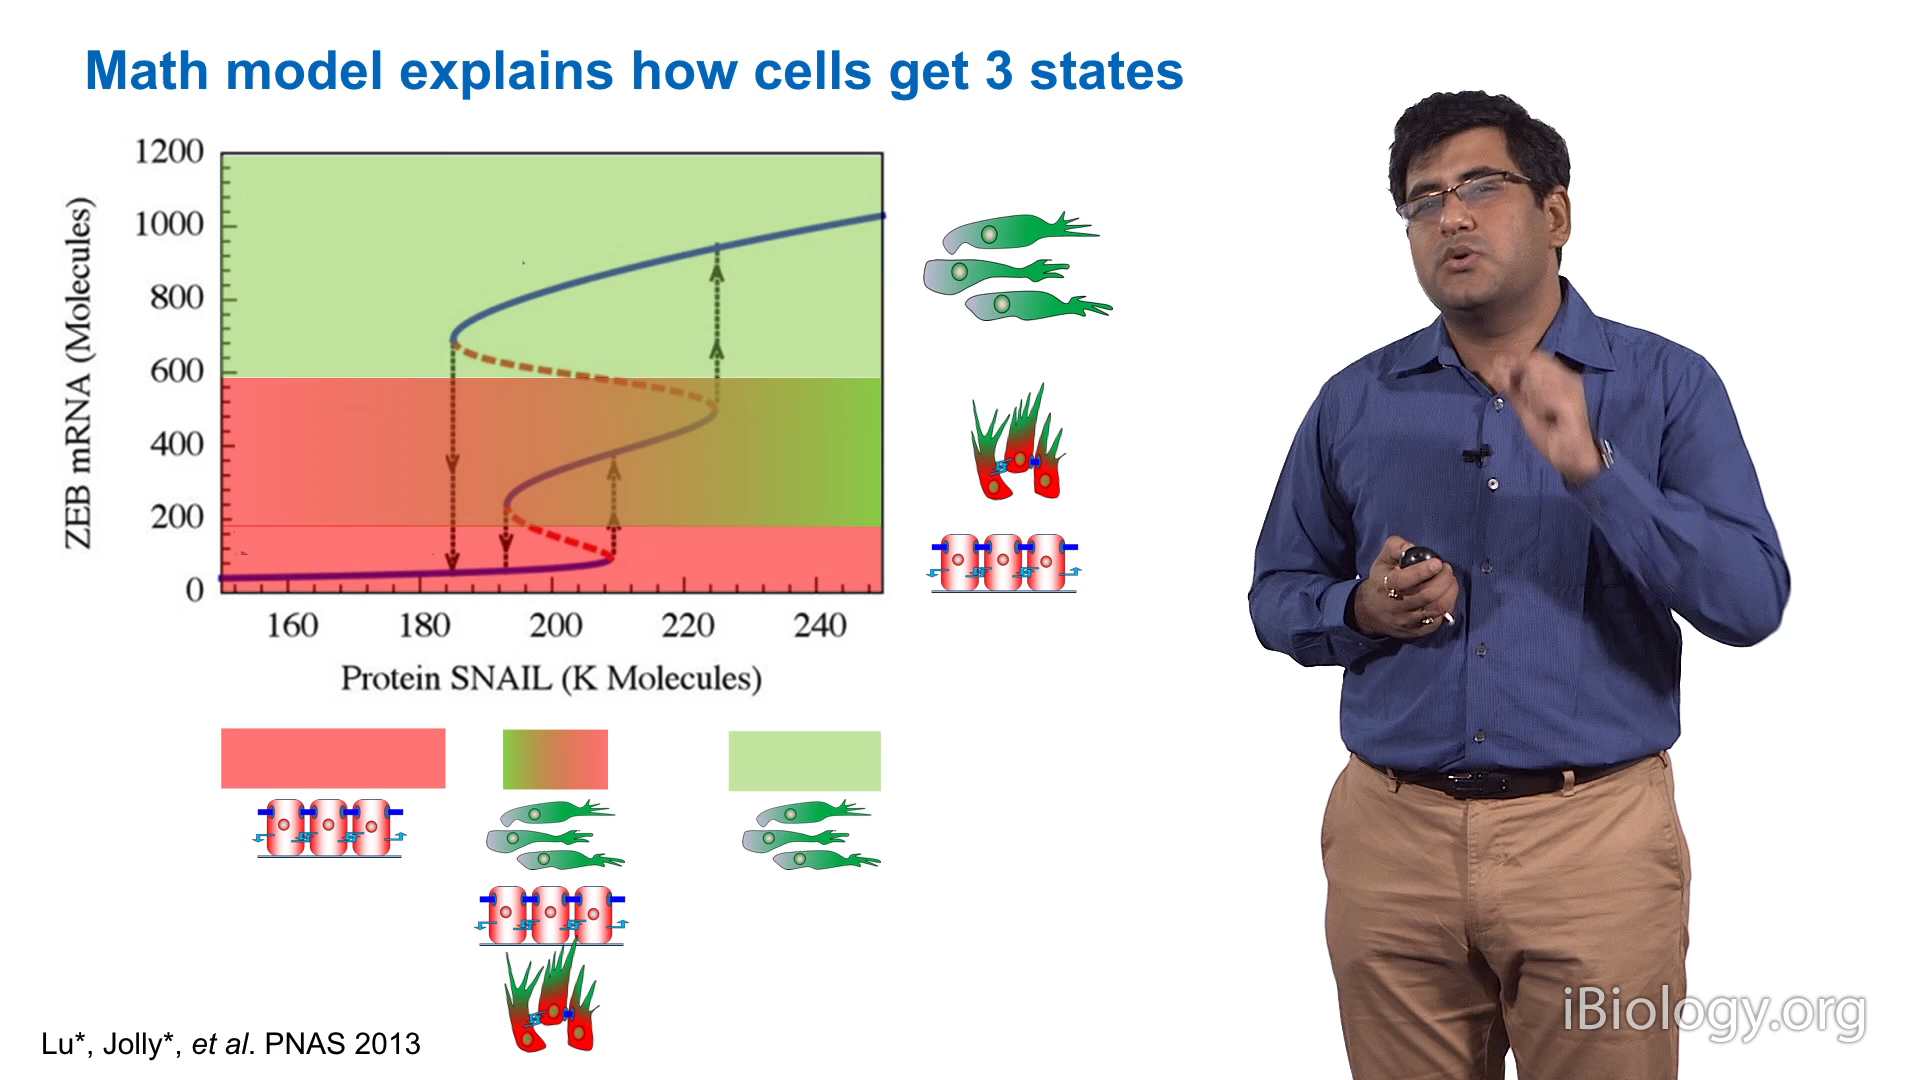 Math model explains how cells get 3 states
1200
1000
800
600
400
200
0
ZEB mRNA (Molecules)
160 180 200 220 240
Protein SNAIL (K Molecules)
Lu*, Jolly*, et al. PNAS 2013
iBiology.org